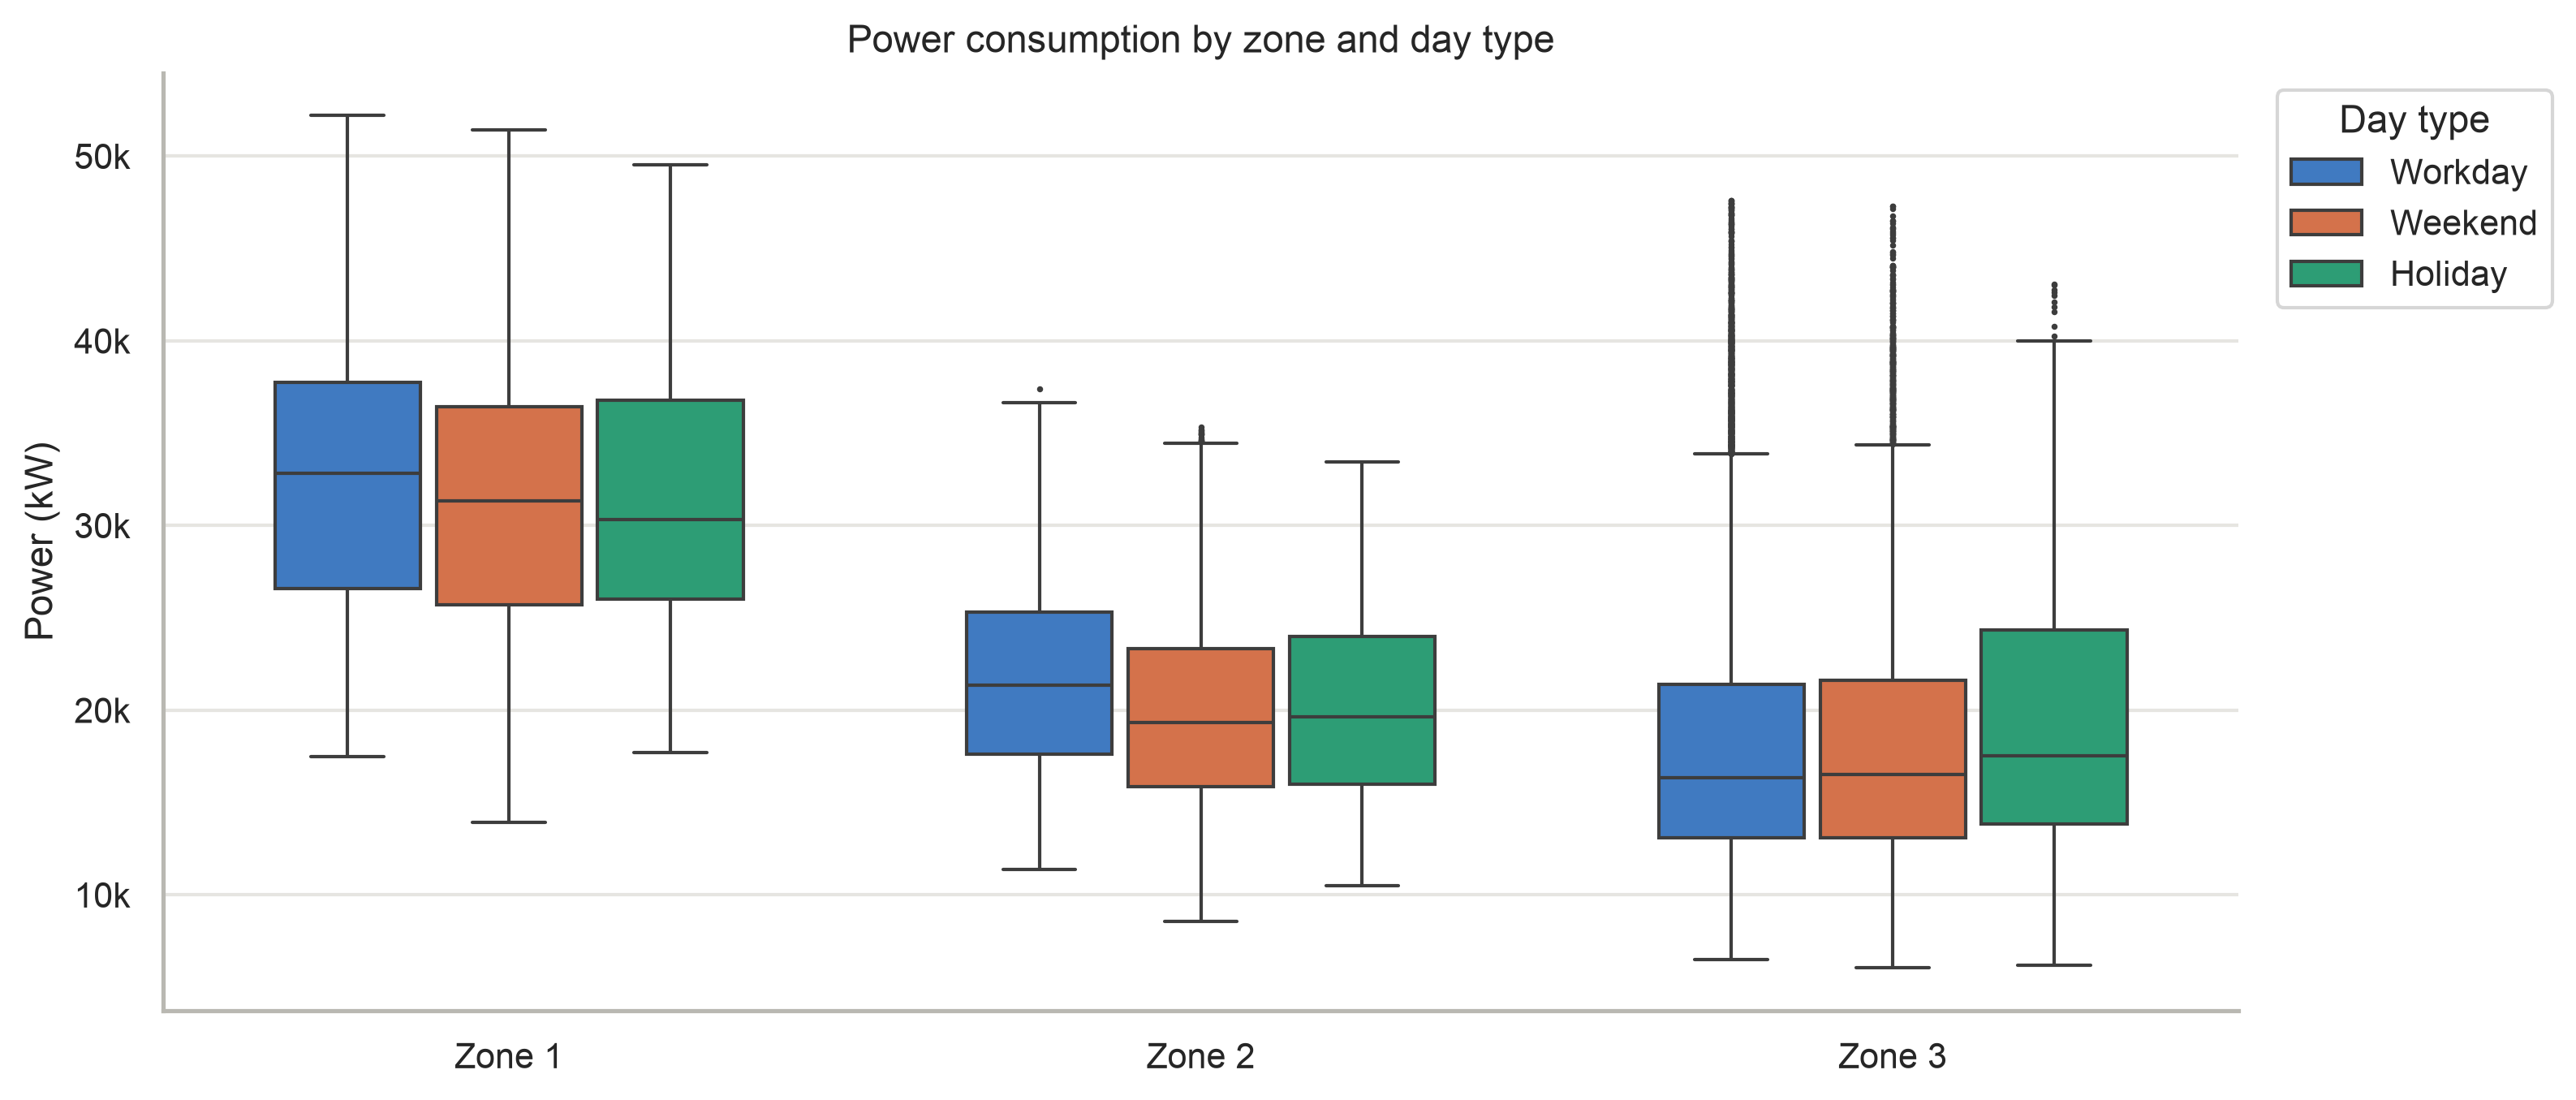 Power consumption by zone and day type
Day type
Workday
Weekend
Holiday
Power (kW)
50k
40k
30k
20k
10k
Zone 1
Zone 2
Zone 3